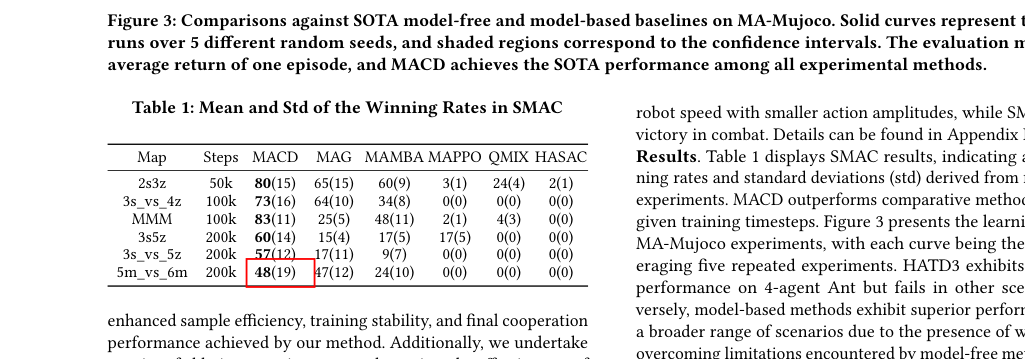 Figure 3: Comparisons against SOTA model-free and model-based baselines on MA-Mujoco. Solid curves represent
runs over 5 different random seeds, and shaded regions correspond to the confidence intervals. The evaluation
average return of one episode, and MACD achieves the SOTA performance among all experimental methods.
Table 1: Mean and Std of the Winning Rates in SMAC
Map Steps MACD MAG MAMBA MAPPO QMIX HASAC
2s3z 50k 80(15) 65(15) 60(9) 3(1) 24(4) 2(1)
3s_vs_4z 100k 73(16) 64(10) 34(8) 0(0) 0(0) 0(0)
MMM 100k 83(11) 25(5) 48(11) 2(1) 4(3) 0(0)
3s5z 200k 60(14) 15(4) 17(5) 17(5) 0(0) 0(0)
3s_vs_5z 200k 57(12) 17(11) 9(7) 0(0) 0(0) 0(0)
5m_vs_6m 200k 48(19) 47(12) 24(10) 0(0) 0(0) 0(0)
enhanced sample efficiency, training stability, and final cooperation
performance achieved by our method. Additionally, we undertake
robot speed with smaller action amplitudes, while
victory in combat. Details can be found in Appendix
Results. Table 1 displays SMAC results, indicating
ning rates and standard deviations (std) derived from
experiments. MACD outperforms comparative
given training timesteps. Figure 3 presents the
MA-Mujoco experiments, with each curve being the
eraging five repeated experiments. HATD3 exhibits
performance on 4-agent Ant but fails in other
versely, model-based methods exhibit superior
a broader range of scenarios due to the presence of
overcoming limitations encountered by model-free